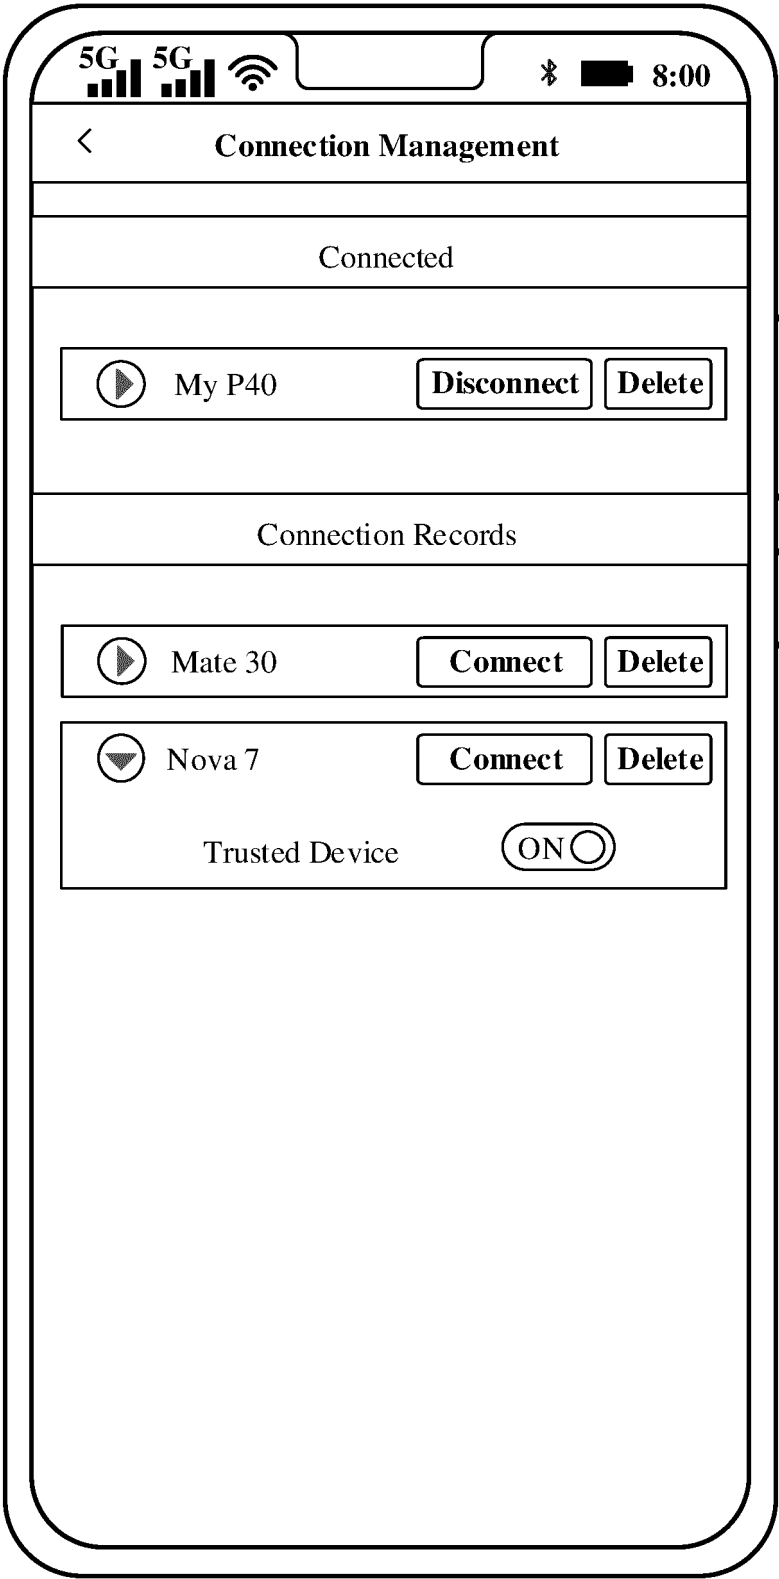 5G 5G 8:00
< Connection Management
Connected
My P40 Disconnect Delete
Connection Records
Mate 30 Connect Delete
Nova 7 Connect Delete
Trusted Device ON